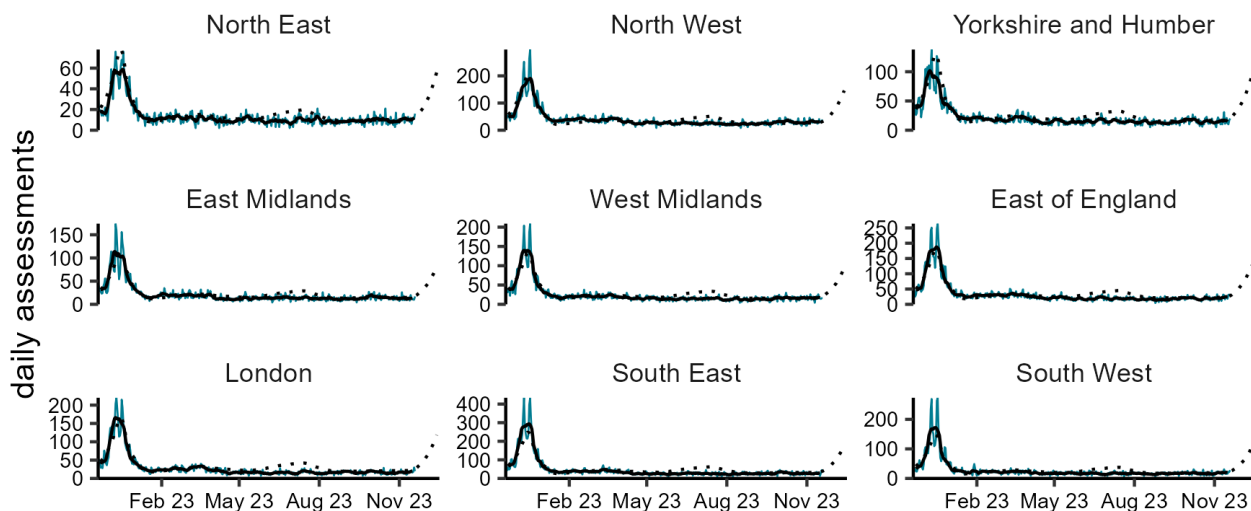 North East
North West
Yorkshire and Humber
60
40
20
0
200
100
0
100
50
0
East Midlands
West Midlands
East of England
150
100
50
0
200
150
100
50
0
250
200
150
100
50
0
London
South East
South West
200
150
100
50
0
400
300
200
100
0
200
100
0
Feb 23 May 23 Aug 23 Nov 23
Feb 23 May 23 Aug 23 Nov 23
Feb 23 May 23 Aug 23 Nov 23
daily assessments